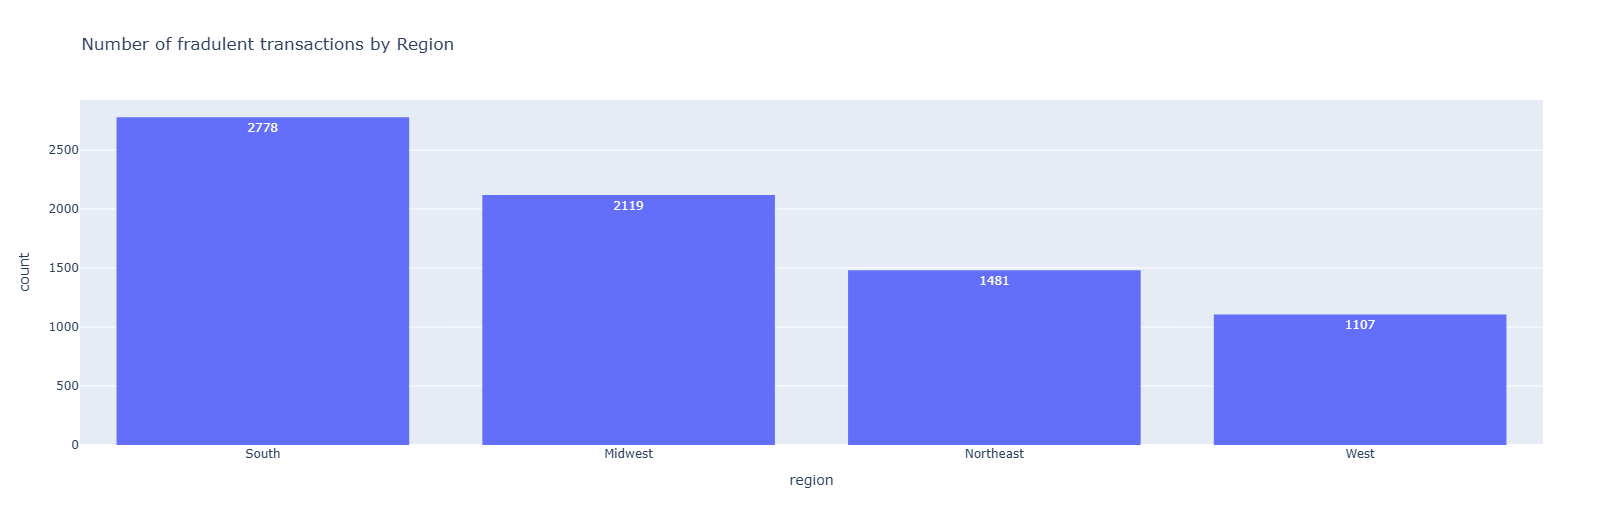 Number of fradulent transactions by Region
count
2500
2000
1500
1000
500
0
2778
2119
1481
1107
South
Midwest
Northeast
West
region